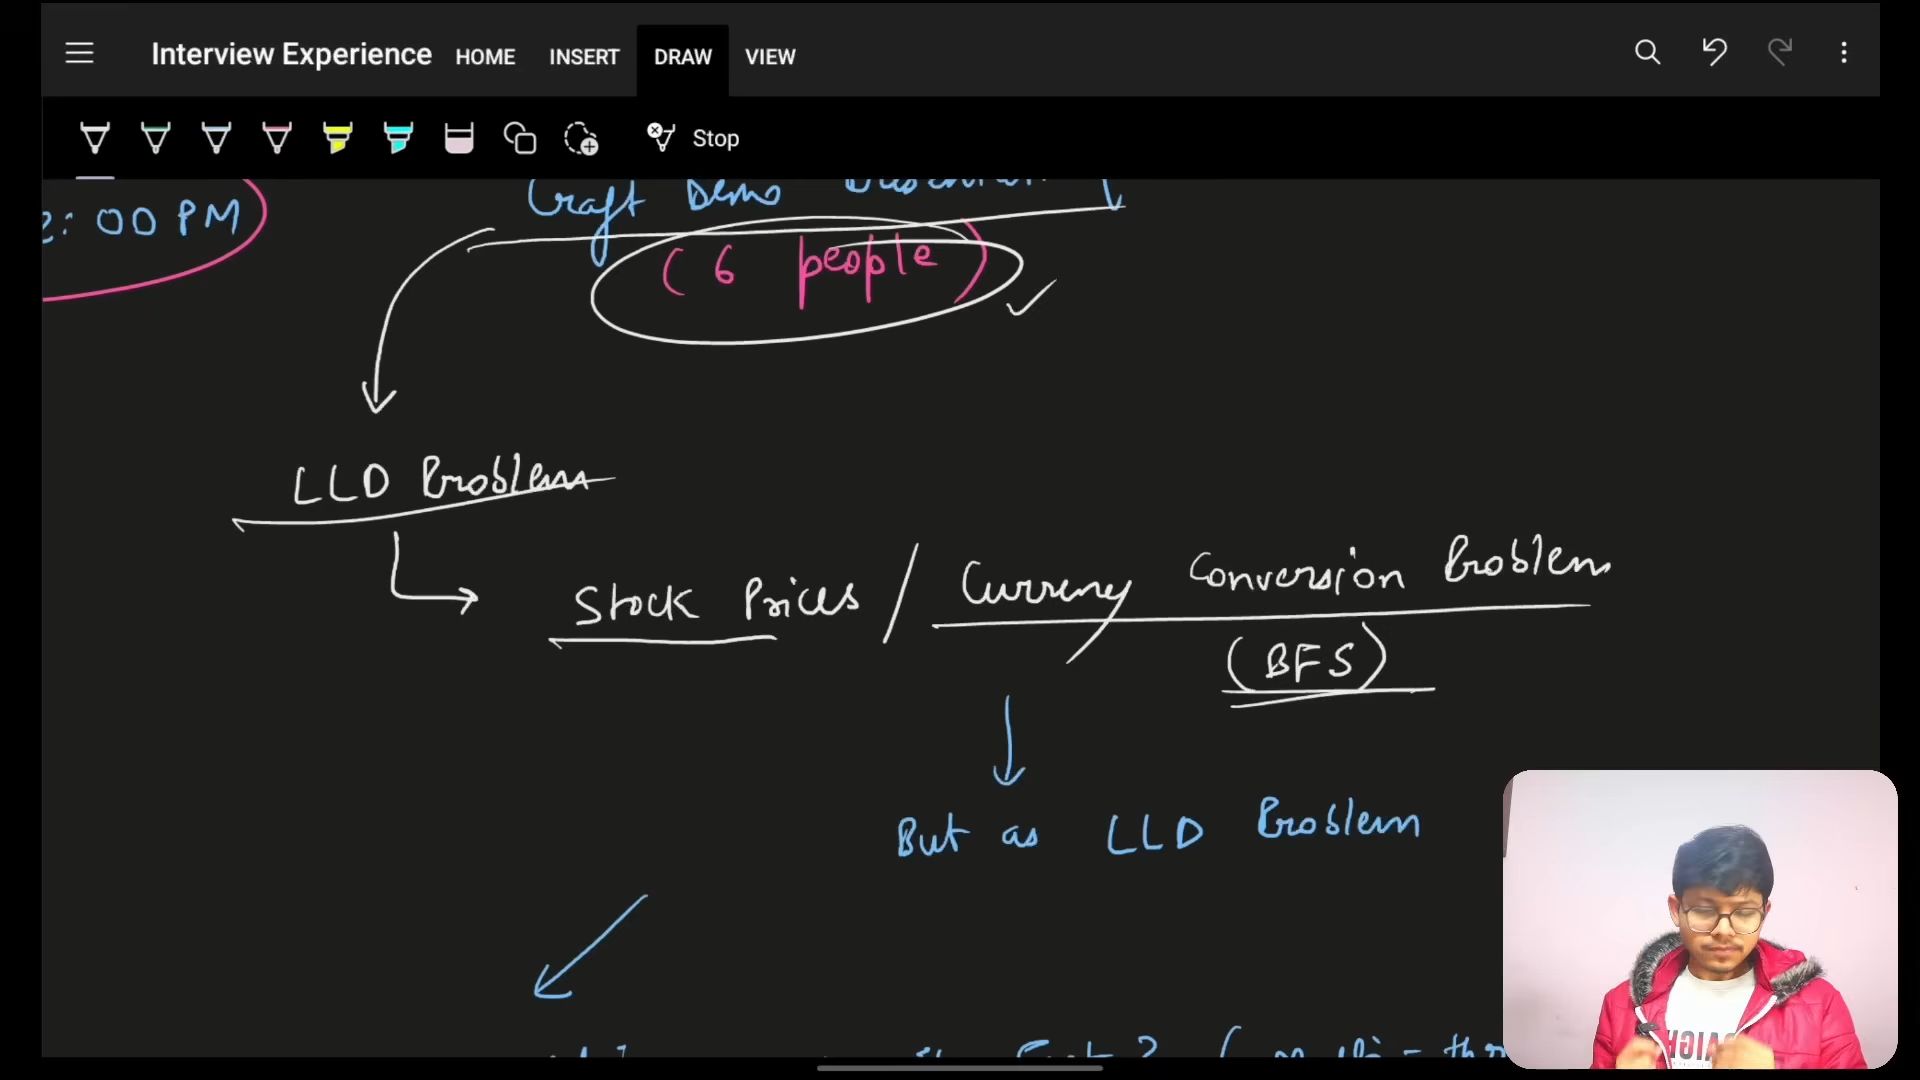 Interview Experience HOME INSERT DRAW VIEW
Stop
Craft Demo
2:00 PM
(6 people)
LLD Problem
Stock Prices / Currency Conversion Problem
(BFS)
But as LLD Problem